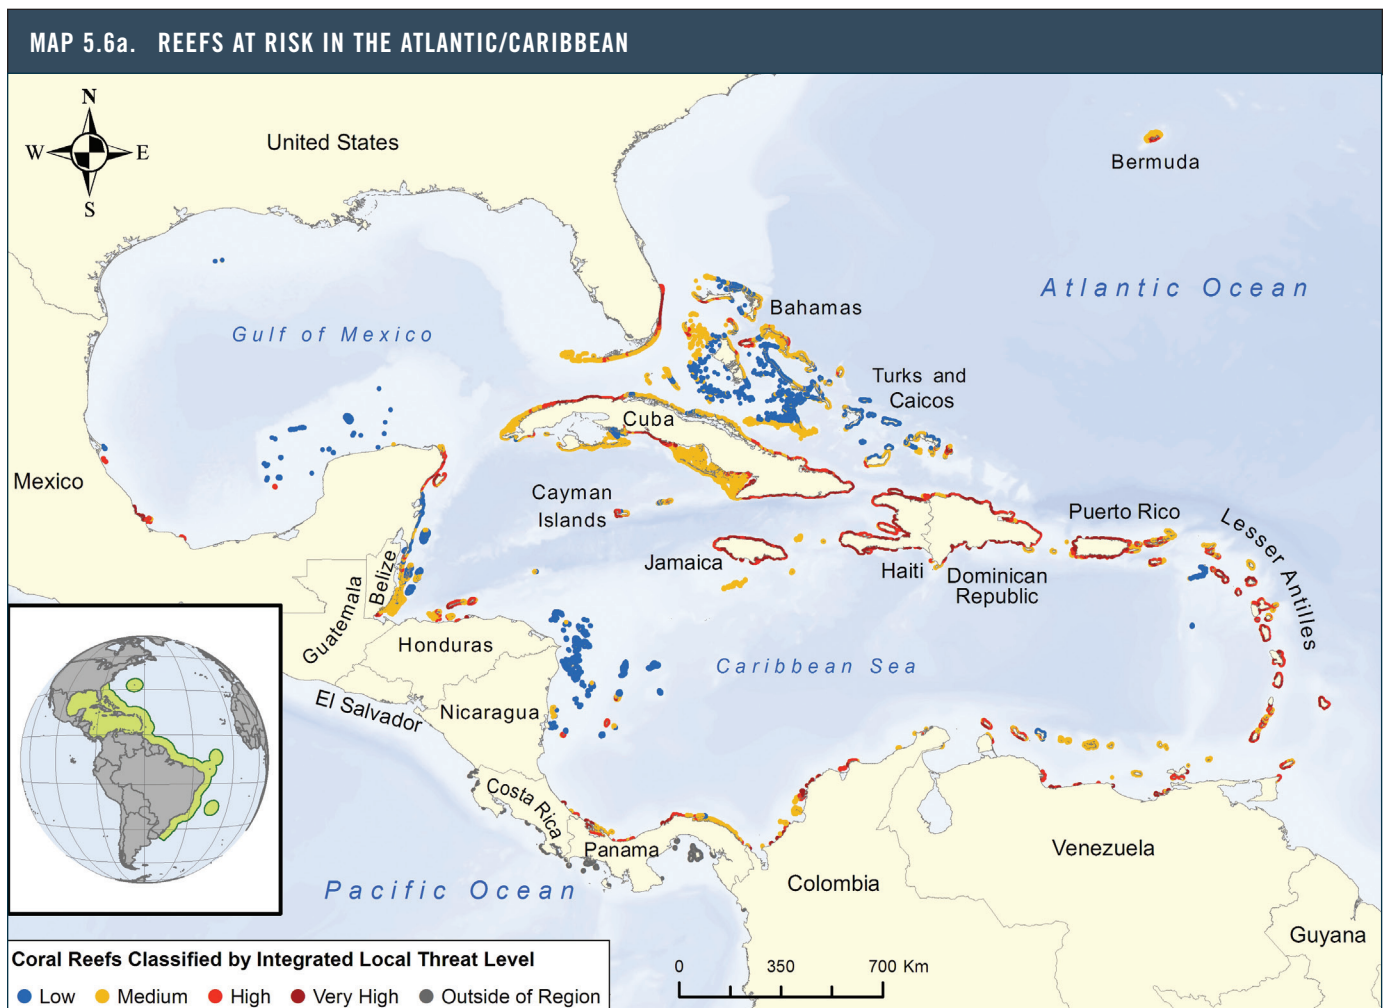 MAP 5.6a. REEFS AT RISK IN THE ATLANTIC/CARIBBEAN
N
W E
S
United States
Bermuda
Atlantic Ocean
Gulf of Mexico
Bahamas
Turks and
Caicos
Cuba
Mexico
Cayman
Islands
Puerto Rico
Lesser Antilles
Jamaica
Haiti
Dominican
Republic
Belize
Guatemala
Honduras
Caribbean Sea
El Salvador
Nicaragua
Costa Rica
Panama
Venezuela
Colombia
Pacific Ocean
Guyana
Coral Reefs Classified by Integrated Local Threat Level
Low Medium High Very High Outside of Region
0 350 700 Km